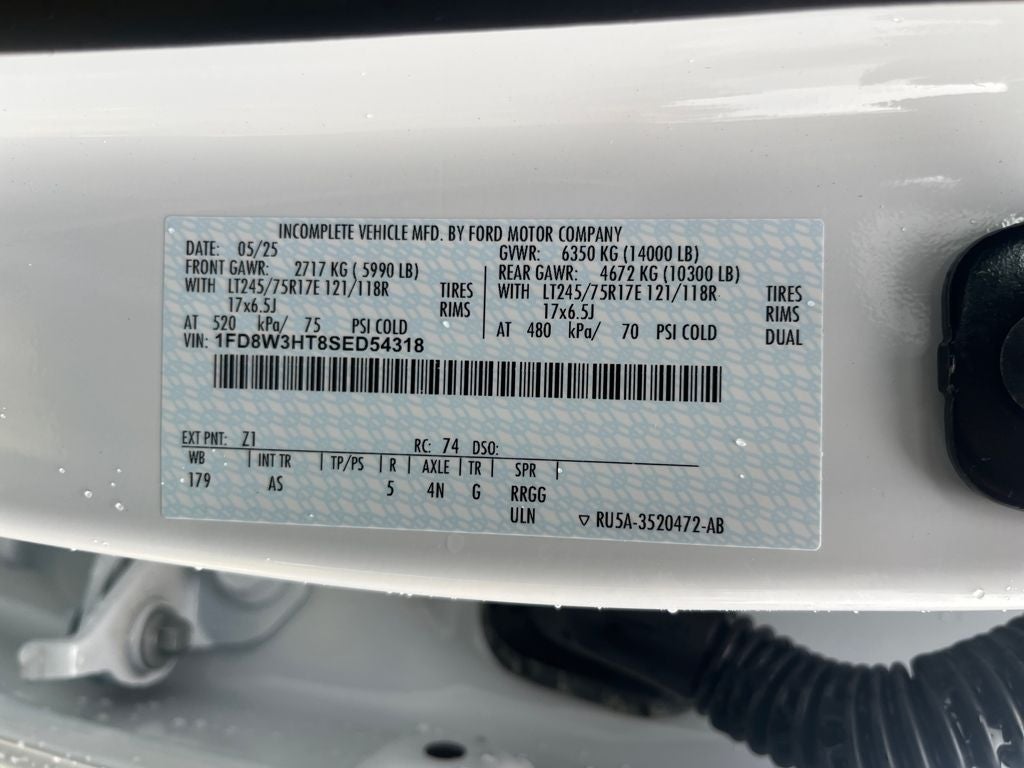 INCOMPLETE VEHICLE MFD. BY FORD MOTOR COMPANY
DATE: 05/25 GVWR: 6350 KG (14000 LB)
FRONT GAWR: 2717 KG ( 5990 LB) REAR GAWR: 4672 KG (10300 LB)
WITH LT245/75R17E 121/118R TIRES WITH LT245/75R17E 121/118R TIRES
17x6.5J RIMS 17x6.5J RIMS
AT 520 kPa/ 75 PSI COLD AT 480 kPa/ 70 PSI COLD DUAL
VIN: 1FD8W3HT8SED54318
EXT PNT: Z1 RC: 74 DSO:
WB INT TR TP/PS R AXLE TR SPR
179 AS 5 4N G RRGG
ULN RU5A-3520472-AB